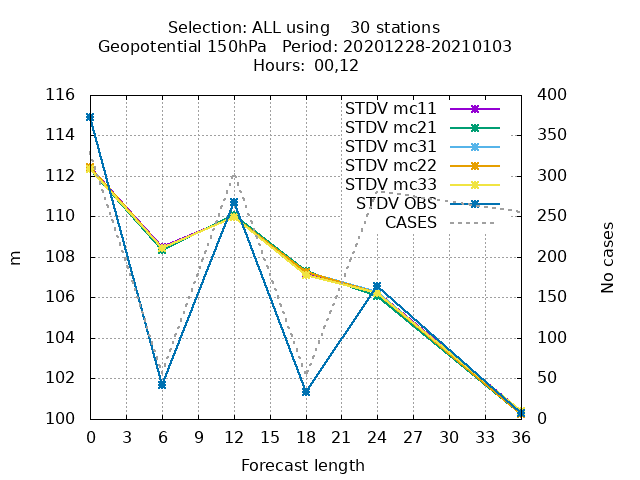 Selection: ALL using    30 stations
Geopotential 150hPa   Period: 20201228-20210103
Hours:  00,12
116
114
112
110
108
106
104
102
100
m
400
350
300
250
200
150
100
50
0
No cases
STDV mc11
STDV mc21
STDV mc31
STDV mc22
STDV mc33
STDV OBS
CASES
0 3 6 9 12 15 18 21 24 27 30 33 36
Forecast length